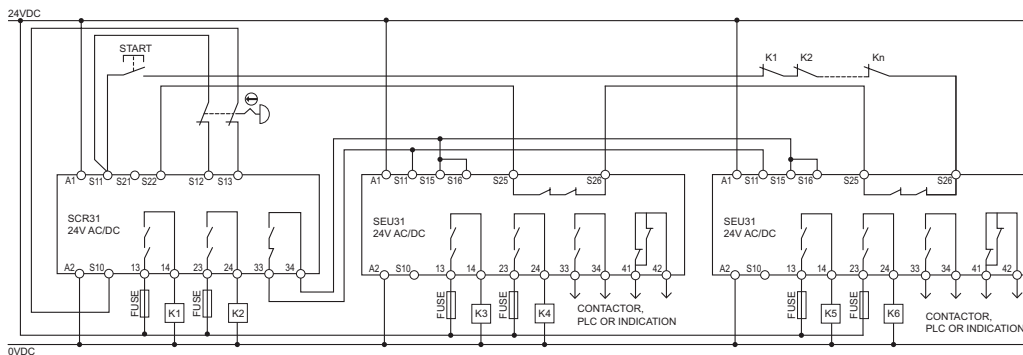 24VDC
START
K1 K2 Kn
A1 S11 S21 S22 S12 S13
A1 S11 S15 S16 S25 S26
A1 S11 S15 S16 S25 S26
SCR31
24V AC/DC
SEU31
24V AC/DC
SEU31
24V AC/DC
A2 S10 13 14 23 24 33 34
A2 S10 13 14 23 24 33 34 41 42
A2 S10 13 14 23 24 33 34 41 42
FUSE K1 FUSE K2
FUSE K3 FUSE K4
CONTACTOR,
PLC OR INDICATION
FUSE K5 FUSE K6
CONTACTOR,
PLC OR INDICATION
0VDC